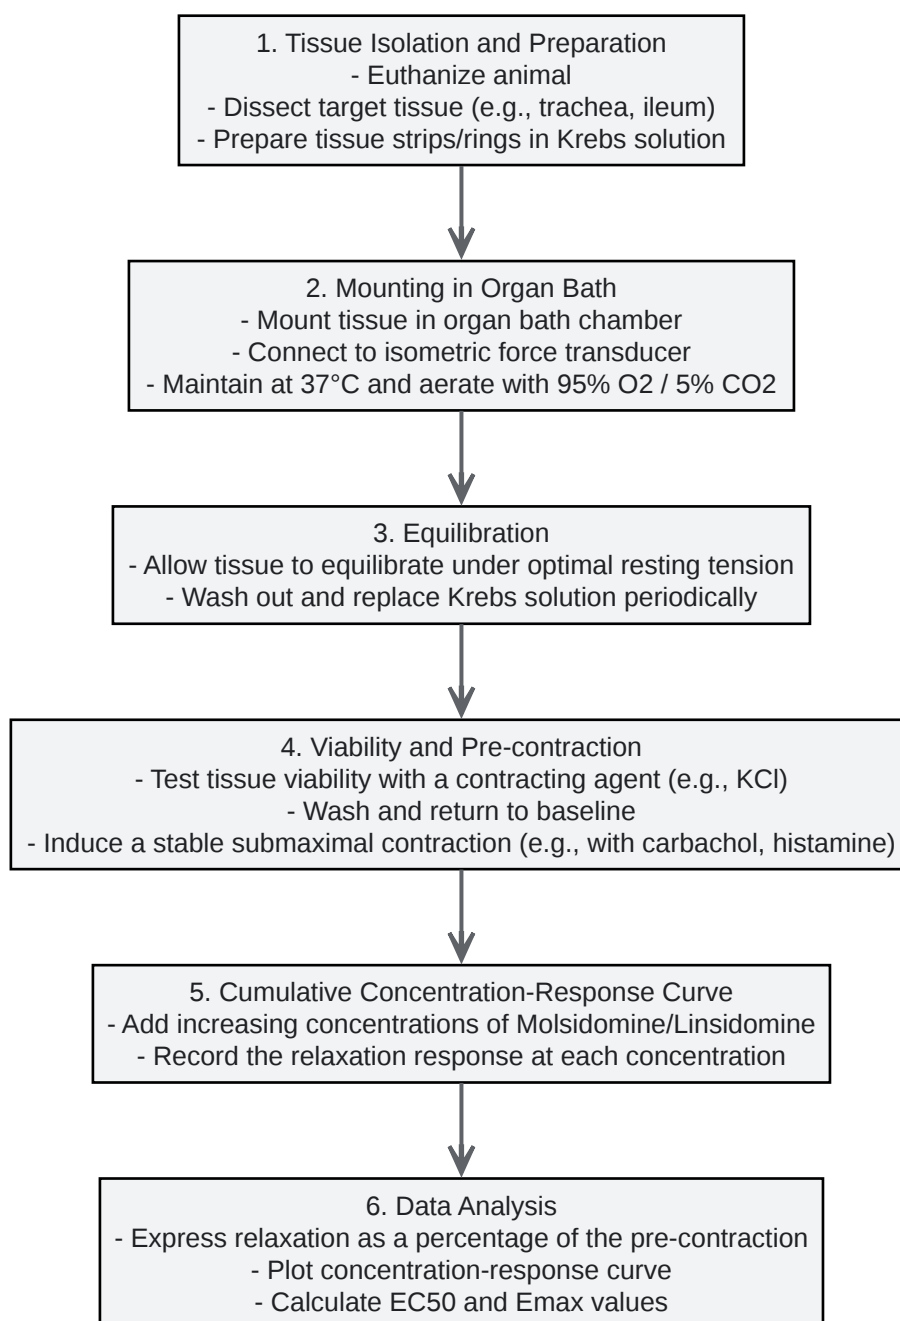 1. Tissue Isolation and Preparation
- Euthanize animal
- Dissect target tissue (e.g., trachea, ileum)
- Prepare tissue strips/rings in Krebs solution
2. Mounting in Organ Bath
- Mount tissue in organ bath chamber
- Connect to isometric force transducer
- Maintain at 37°C and aerate with 95% O2 / 5% CO2
3. Equilibration
- Allow tissue to equilibrate under optimal resting tension
- Wash out and replace Krebs solution periodically
4. Viability and Pre-contraction
- Test tissue viability with a contracting agent (e.g., KCl)
- Wash and return to baseline
- Induce a stable submaximal contraction (e.g., with carbachol, histamine)
5. Cumulative Concentration-Response Curve
- Add increasing concentrations of Molsidomine/Linsidomine
- Record the relaxation response at each concentration
6. Data Analysis
- Express relaxation as a percentage of the pre-contraction
- Plot concentration-response curve
- Calculate EC50 and Emax values